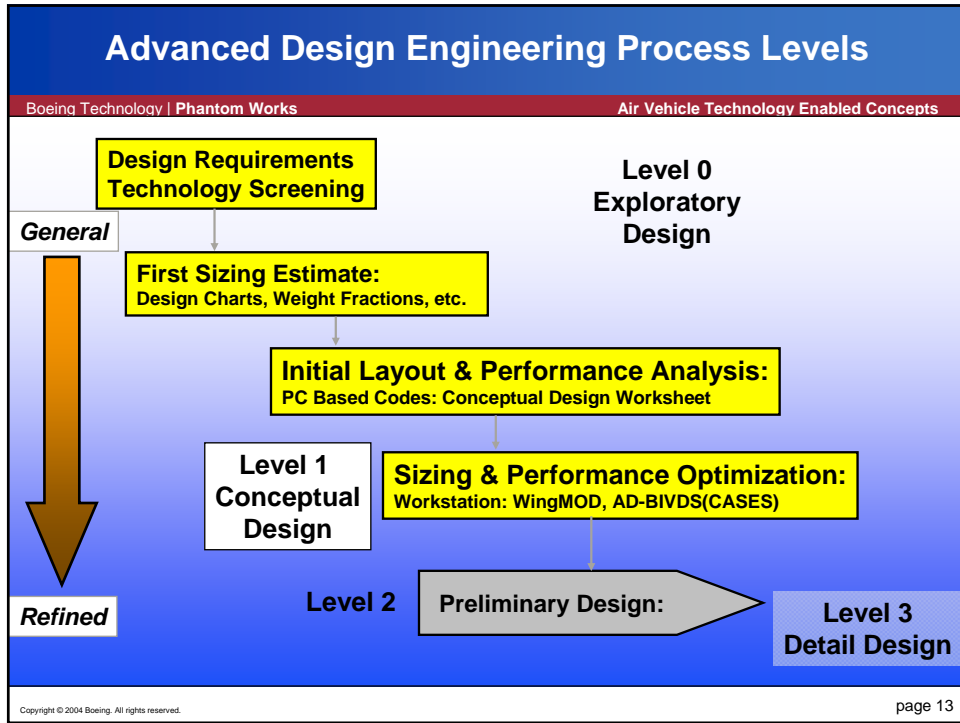 Advanced Design Engineering Process Levels
Boeing Technology | Phantom Works
Air Vehicle Technology Enabled Concepts
Design Requirements
Technology Screening
Level 0
Exploratory
Design
General
First Sizing Estimate:
Design Charts, Weight Fractions, etc.
Initial Layout & Performance Analysis:
PC Based Codes: Conceptual Design Worksheet
Level 1
Conceptual
Design
Sizing & Performance Optimization:
Workstation: WingMOD, AD-BIVDS(CASES)
Level 2
Preliminary Design:
Refined
Level 3
Detail Design
Copyright © 2004 Boeing. All rights reserved.
page 13